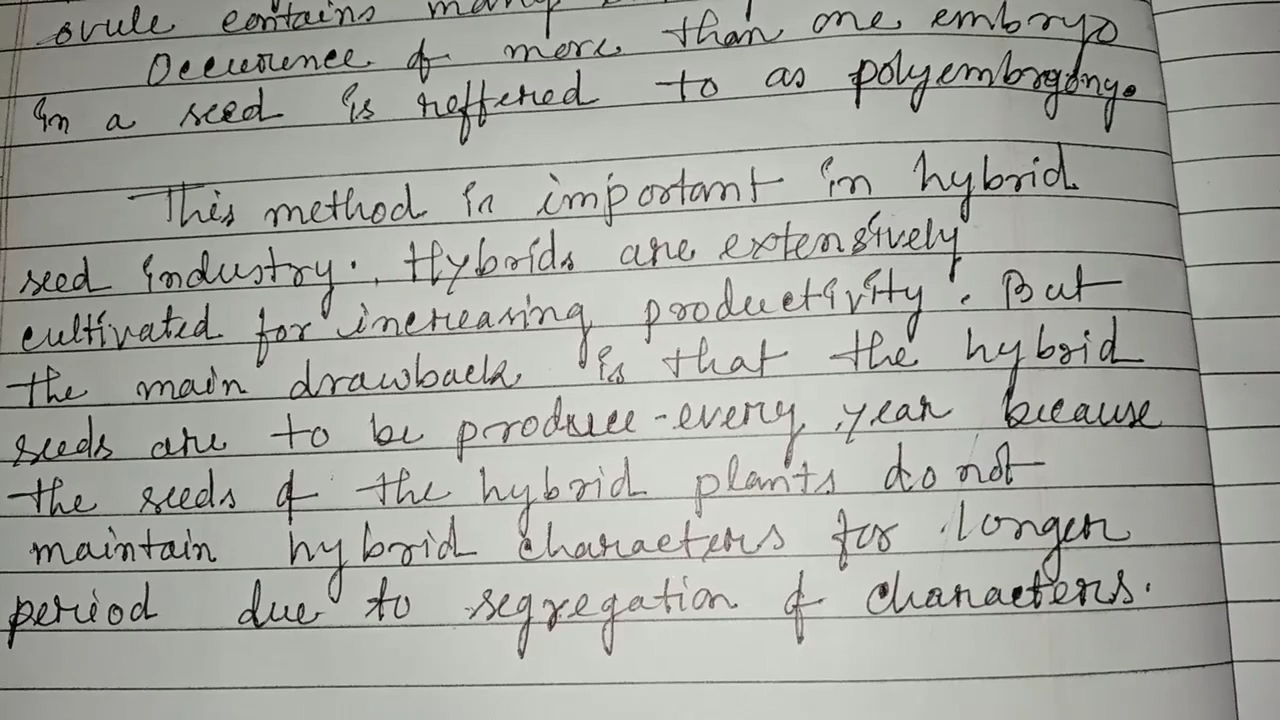 ovule contains many
Occurence of more than one embryo
in a seed is reffered to as polyembryony.
This method is important in hybrid
seed industry. Hybrids are extensively
cultivated for increasing productivity. But
the main drawback is that the hybrid
seeds are to be produce every year because
the seeds of the hybrid plants do not
maintain hybrid characters for longer
period due to segregation of characters.